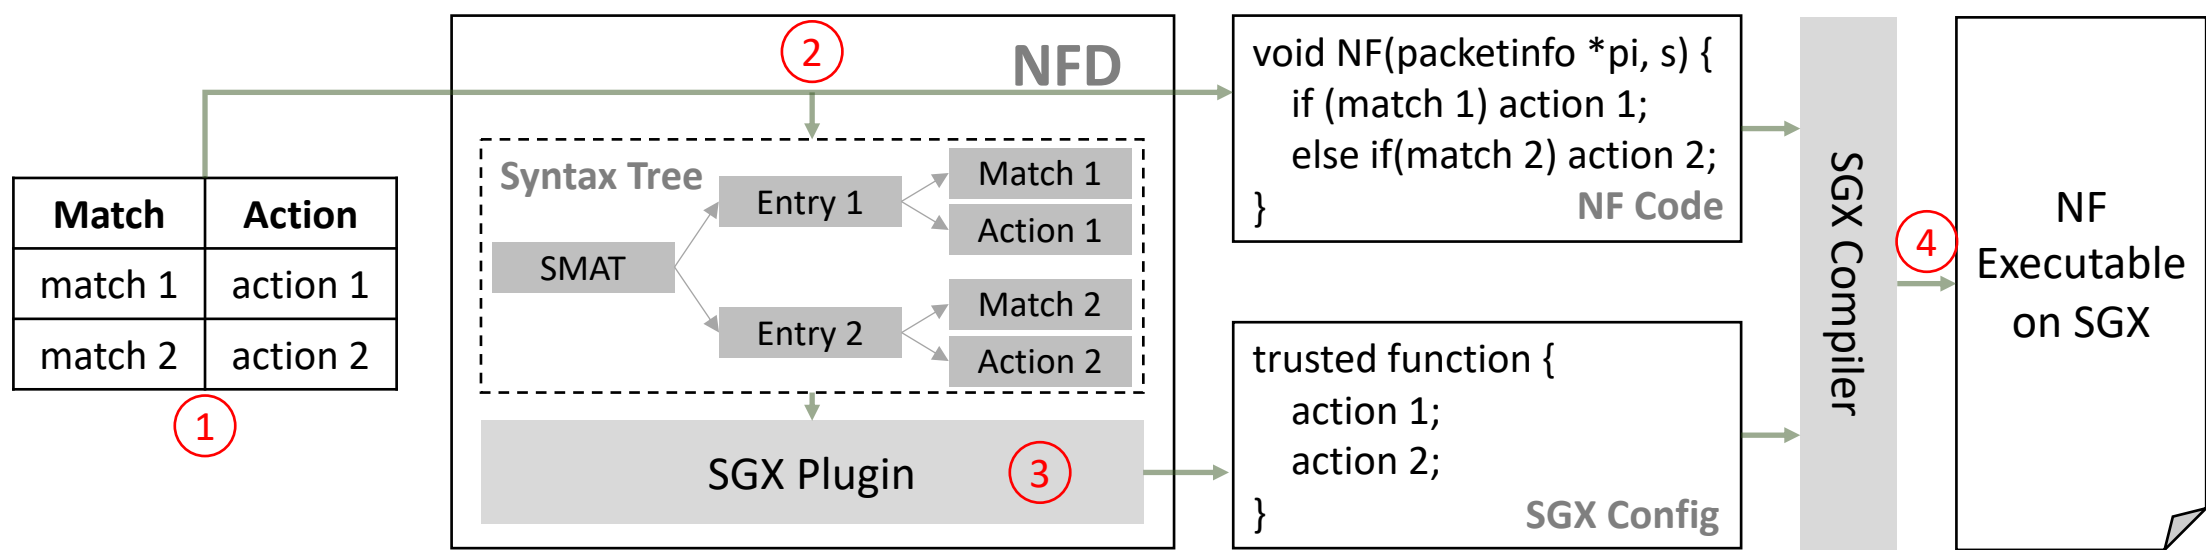 Match Action
match 1 action 1
match 2 action 2
1
2
NFD
Syntax Tree
SMAT
Entry 1
Match 1
Action 1
Entry 2
Match 2
Action 2
SGX Plugin
3
void NF(packetinfo *pi, s) {
if (match 1) action 1;
else if(match 2) action 2;
}
NF Code
trusted function {
action 1;
action 2;
}
SGX Config
SGX Compiler
4
NF
Executable
on SGX